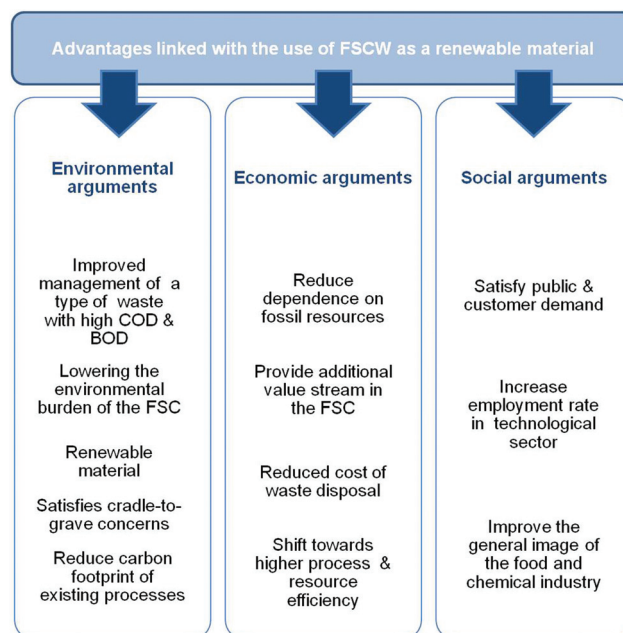 Advantages linked with the use of FSCW as a renewable material
Environmental
arguments
Improved
management of a
type of waste
with high COD &
BOD
Lowering the
environmental
burden of the FSC
Renewable
material
Satisfies cradle-to-
grave concerns
Reduce carbon
footprint of
existing processes
Economic arguments
Reduce
dependence on
fossil resources
Provide additional
value stream in
the FSC
Reduced cost of
waste disposal
Shift towards
higher process &
resource
efficiency
Social arguments
Satisfy public &
customer demand
Increase
employment rate
in technological
sector
Improve the
general image of
the food and
chemical industry